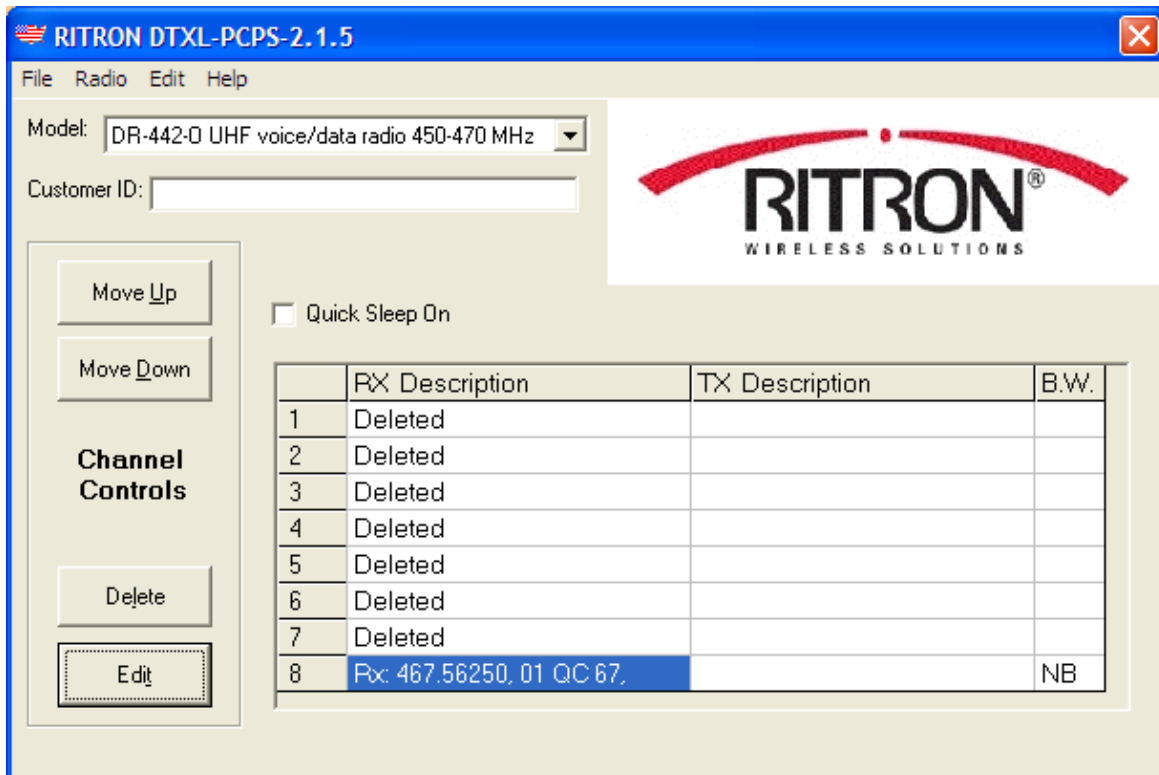 RITRON DTXL-PCPS-2.1.5
File Radio Edit Help
Model: DR-442-0 UHF voice/data radio 450-470 MHz
Customer ID:
RITRON®
WIRELESS SOLUTIONS
Move Up
Quick Sleep On
Move Down
Channel
Controls
Delete
Edit
RX Description TX Description B.W.
1 Deleted
2 Deleted
3 Deleted
4 Deleted
5 Deleted
6 Deleted
7 Deleted
8 Rx: 467.56250, 01 QC 67, NB